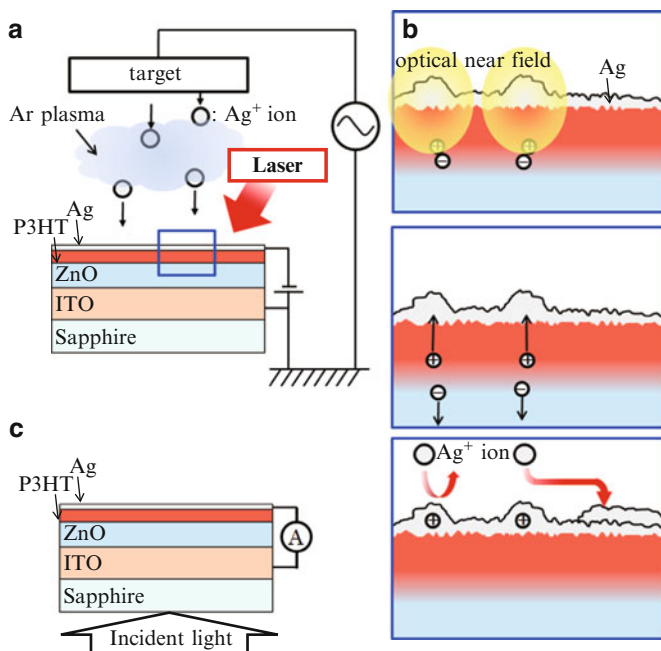 a
target
Ar plasma
: Ag⁺ ion
Laser
Ag
P3HT
ZnO
ITO
Sapphire
b
optical near field
Ag
+ +
− −
+ +
− −
Ag⁺ ion
+ +
c
Ag
P3HT
ZnO
A
ITO
Sapphire
Incident light